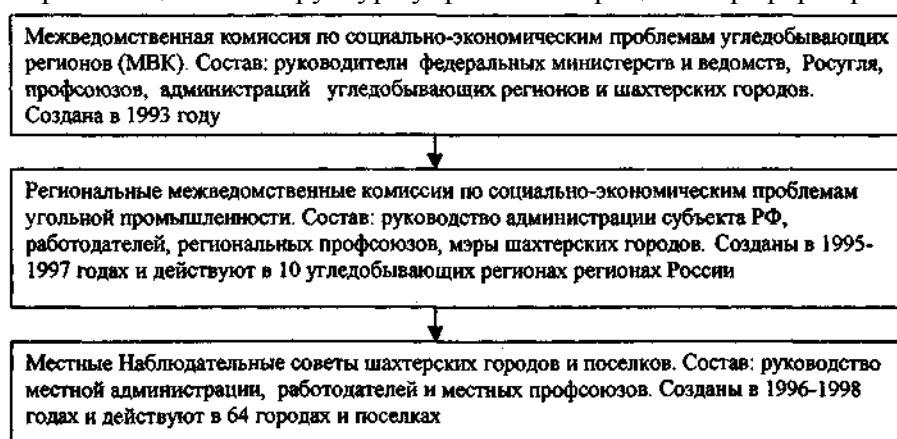 Межведомственная комиссия по социально-экономическим проблемам угледобывающих
регионов (МВК). Состав: руководители федеральных министерств и ведомств, Росугля,
профсоюзов, администраций угледобывающих регионов и шахтерских городов.
Создана в 1993 году
Региональные межведомственные комиссии по социально-экономическим проблемам
угольной промышленности. Состав: руководство администрации субъекта РФ,
работодателей, региональных профсоюзов, мэры шахтерских городов. Созданы в 1995-
1997 годах и действуют в 10 угледобывающих регионах регионах России
Местные Наблюдательные советы шахтерских городов и поселков. Состав: руководство
местной администрации, работодателей и местных профсоюзов. Созданы в 1996-1998
годах и действуют в 64 городах и поселках